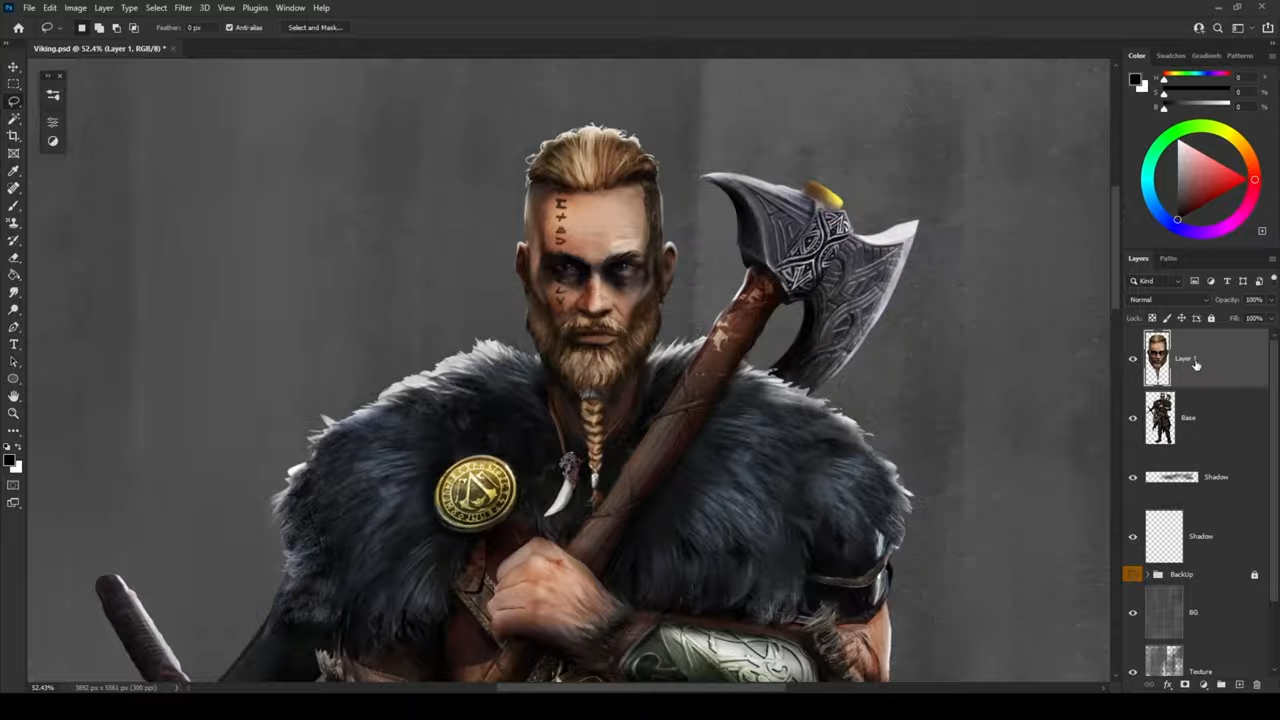 File Edit Image Layer Type Select Filter 3D View Plugins Window Help
Feather: 0 px Anti-alias Select and Mask...
Viking.psd @ 52.4% (Layer 1, RGB/8) *
Color Swatches Gradients Patterns
H 0 °
S 0 %
B 0 %
Layers Paths
Kind
Normal Opacity: 100%
Lock: Fill: 100%
Layer 1
Base
Shadow
Shadow
BackUp
BG
Texture
52.43% 3892 px x 5561 px (300 ppi)